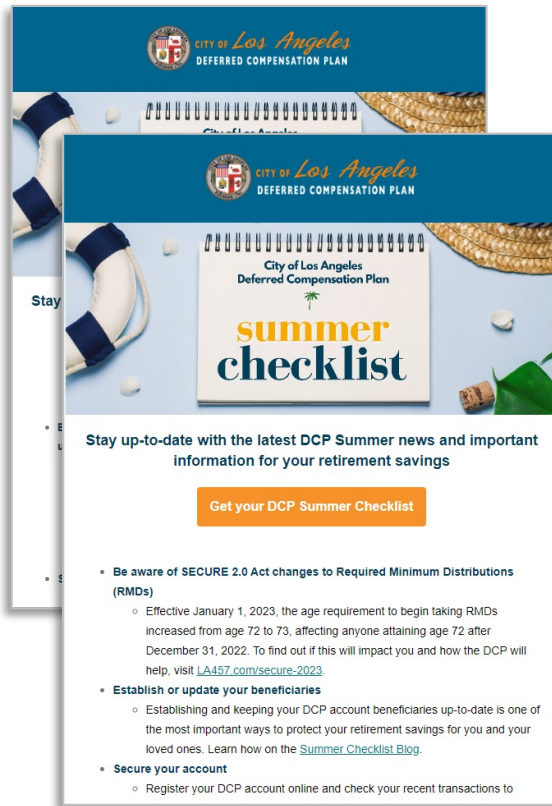 CITY OF Los Angeles
DEFERRED COMPENSATION PLAN
City of Los Angeles
Stay
CITY OF Los Angeles
DEFERRED COMPENSATION PLAN
City of Los Angeles
Deferred Compensation Plan
summer
checklist
Stay up-to-date with the latest DCP Summer news and important
information for your retirement savings
Get your DCP Summer Checklist
• Be aware of SECURE 2.0 Act changes to Required Minimum Distributions
(RMDs)
○ Effective January 1, 2023, the age requirement to begin taking RMDs
increased from age 72 to 73, affecting anyone attaining age 72 after
December 31, 2022. To find out if this will impact you and how the DCP will
help, visit LA457.com/secure-2023.
• Establish or update your beneficiaries
○ Establishing and keeping your DCP account beneficiaries up-to-date is one of
the most important ways to protect your retirement savings for you and your
loved ones. Learn how on the Summer Checklist Blog.
• Secure your account
○ Register your DCP account online and check your recent transactions to